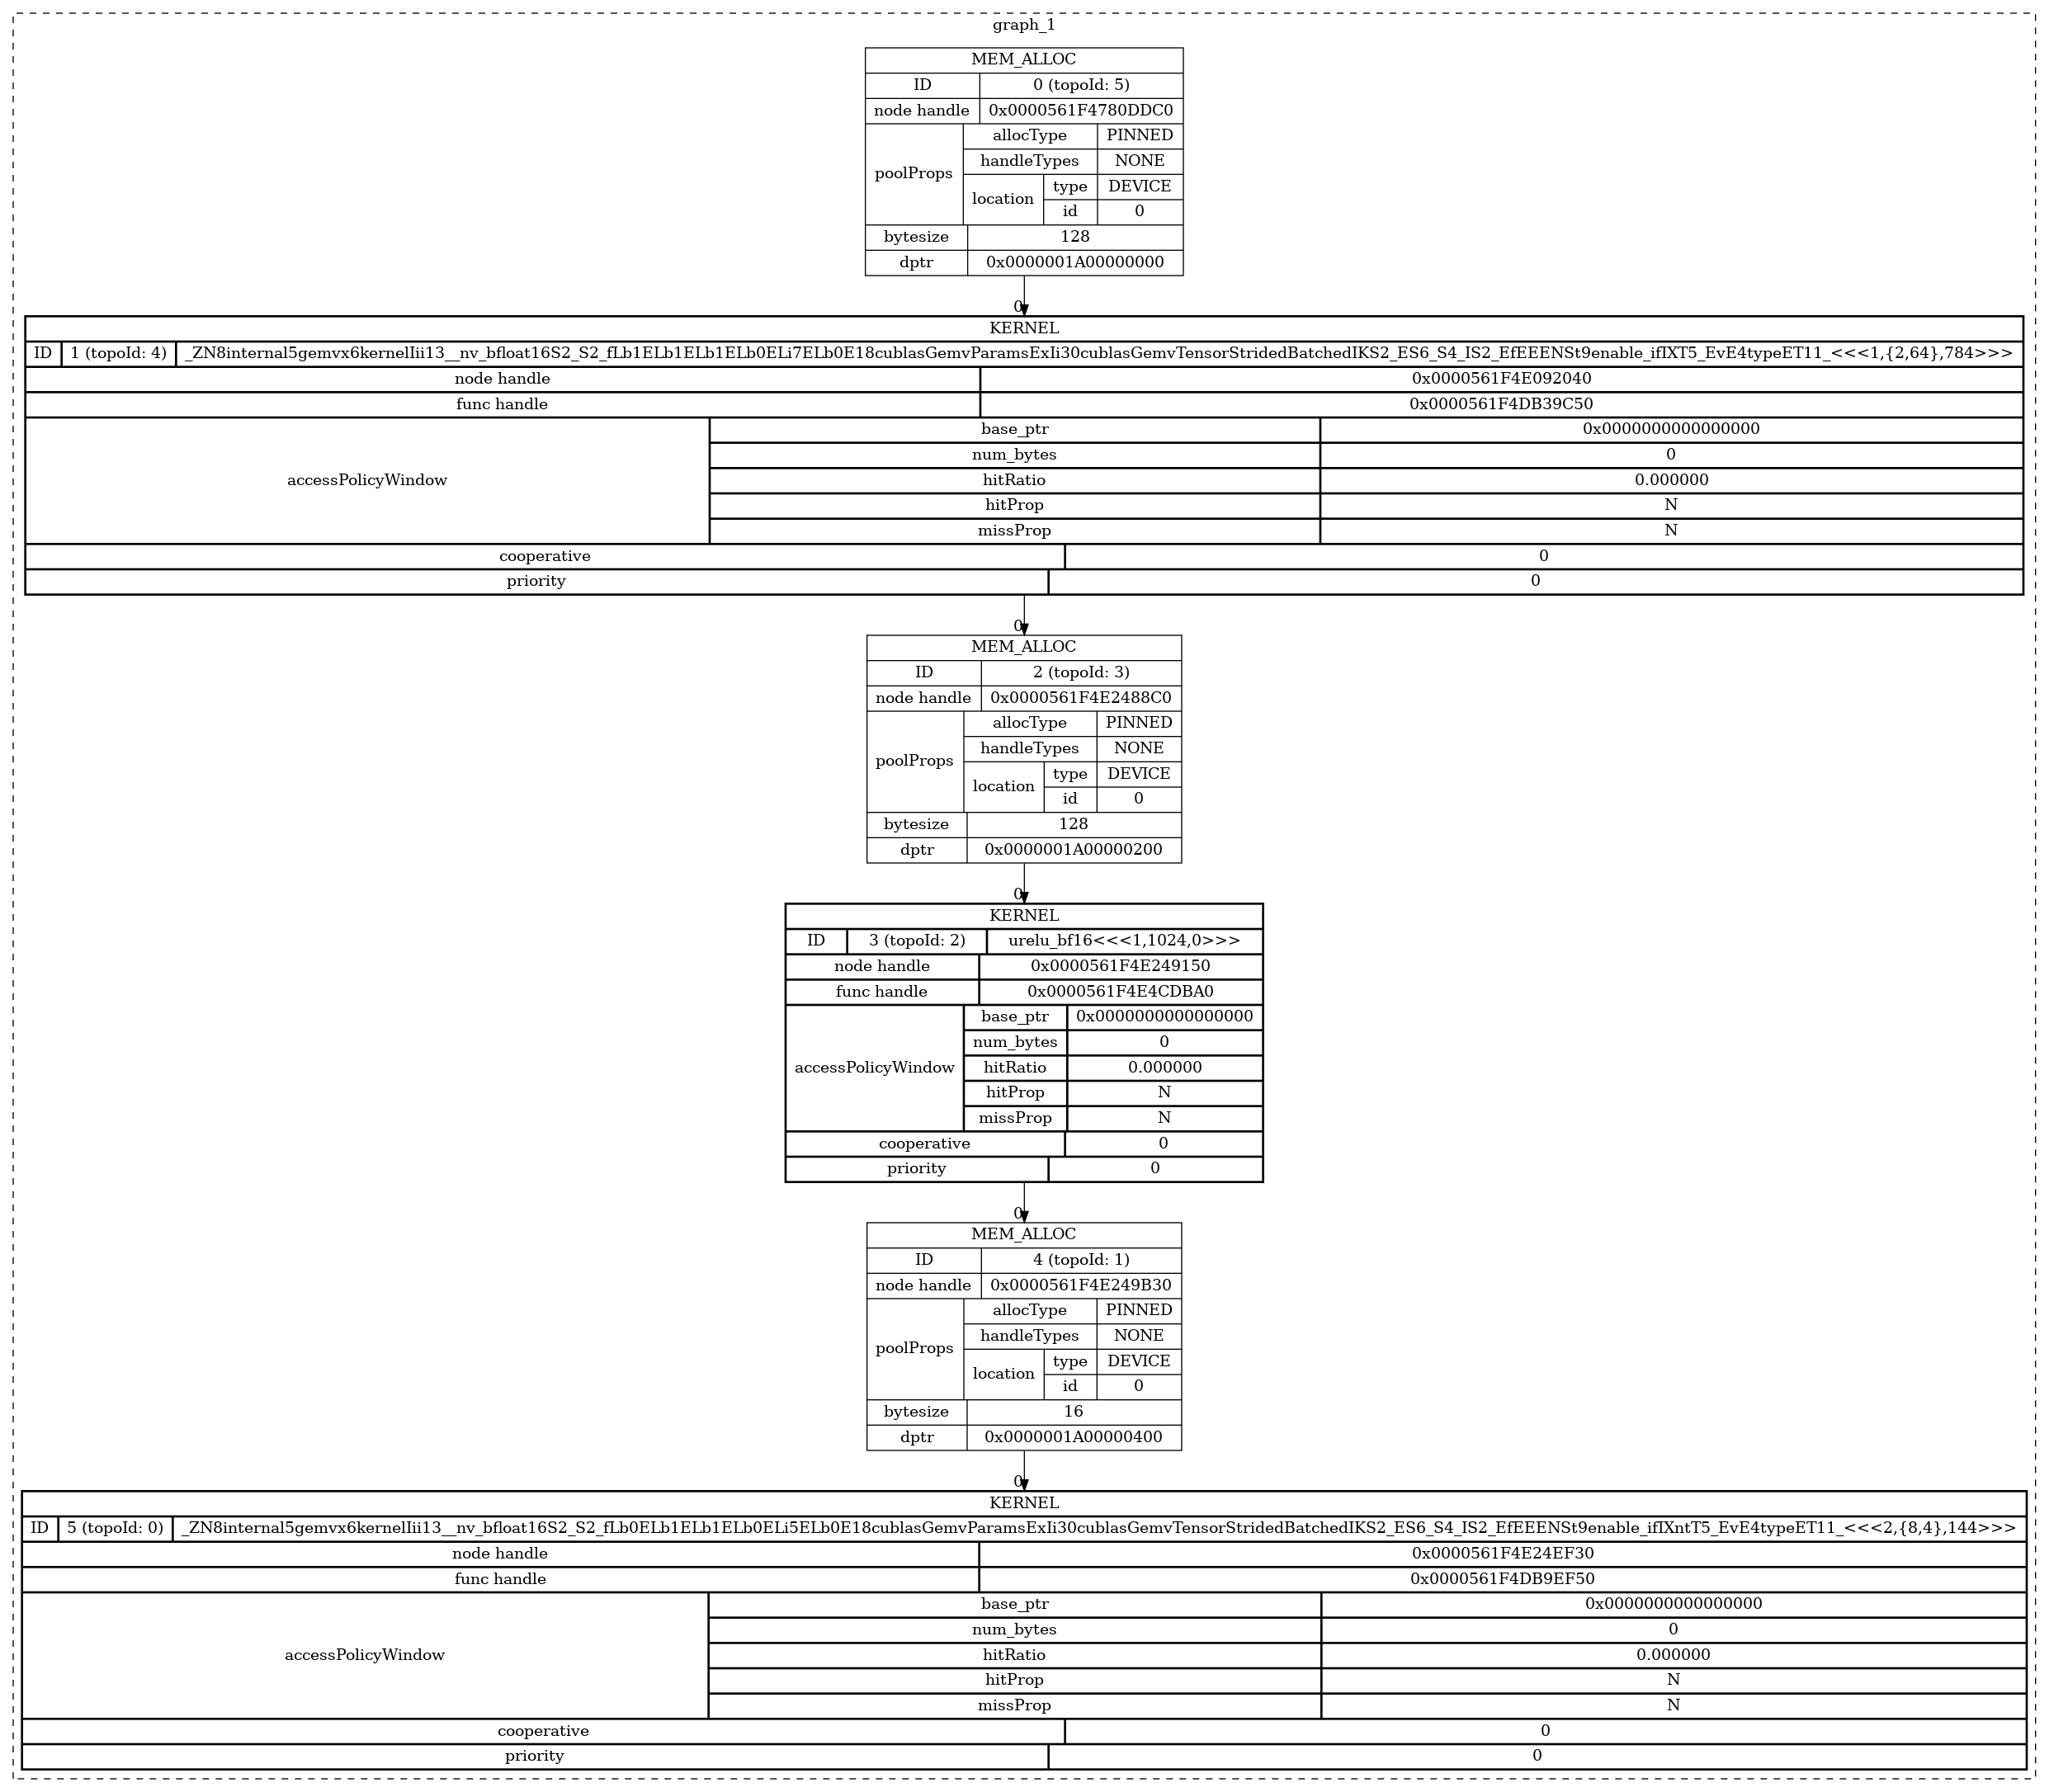 graph_1
MEM_ALLOC
ID 0 (topoId: 5)
node handle 0x0000561F4780DDC0
poolProps
allocType PINNED
handleTypes NONE
location
type DEVICE
id 0
bytesize 128
dptr 0x0000001A00000000
0
KERNEL
ID 1 (topoId: 4) _ZN8internal5gemvx6kernelIii13__nv_bfloat16S2_S2_fLb1ELb1ELb1ELb0ELi7ELb0E18cublasGemvParamsExIi30cublasGemvTensorStridedBatchedIKS2_ES6_S4_IS2_EfEEENSt9enable_ifIXT5_EvE4typeET11_<<<1,{2,64},784>>>
node handle 0x0000561F4E092040
func handle 0x0000561F4DB39C50
accessPolicyWindow
base_ptr 0x0000000000000000
num_bytes 0
hitRatio 0.000000
hitProp N
missProp N
cooperative 0
priority 0
0
MEM_ALLOC
ID 2 (topoId: 3)
node handle 0x0000561F4E2488C0
poolProps
allocType PINNED
handleTypes NONE
location
type DEVICE
id 0
bytesize 128
dptr 0x0000001A00000200
0
KERNEL
ID 3 (topoId: 2) urelu_bf16<<<1,1024,0>>>
node handle 0x0000561F4E249150
func handle 0x0000561F4E4CDBA0
accessPolicyWindow
base_ptr 0x0000000000000000
num_bytes 0
hitRatio 0.000000
hitProp N
missProp N
cooperative 0
priority 0
0
MEM_ALLOC
ID 4 (topoId: 1)
node handle 0x0000561F4E249B30
poolProps
allocType PINNED
handleTypes NONE
location
type DEVICE
id 0
bytesize 16
dptr 0x0000001A00000400
0
KERNEL
ID 5 (topoId: 0) _ZN8internal5gemvx6kernelIii13__nv_bfloat16S2_S2_fLb0ELb1ELb1ELb0ELi5ELb0E18cublasGemvParamsExIi30cublasGemvTensorStridedBatchedIKS2_ES6_S4_IS2_EfEEENSt9enable_ifIXntT5_EvE4typeET11_<<<2,{8,4},144>>>
node handle 0x0000561F4E24EF30
func handle 0x0000561F4DB9EF50
accessPolicyWindow
base_ptr 0x0000000000000000
num_bytes 0
hitRatio 0.000000
hitProp N
missProp N
cooperative 0
priority 0